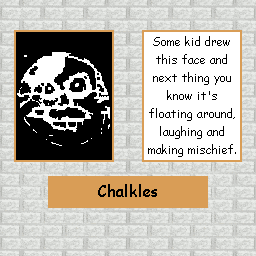 Some kid drew
this face and
next thing you
know it's
floating around,
laughing and
making mischief.
Chalkles